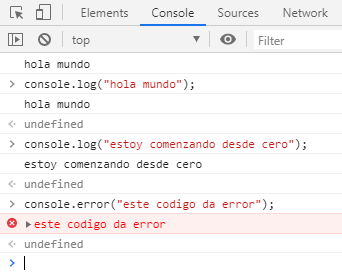 Elements Console Sources Network
top Filter
hola mundo
> console.log("hola mundo");
hola mundo
undefined
> console.log("estoy comenzando desde cero");
estoy comenzando desde cero
undefined
> console.error("este codigo da error");
este codigo da error
undefined
>